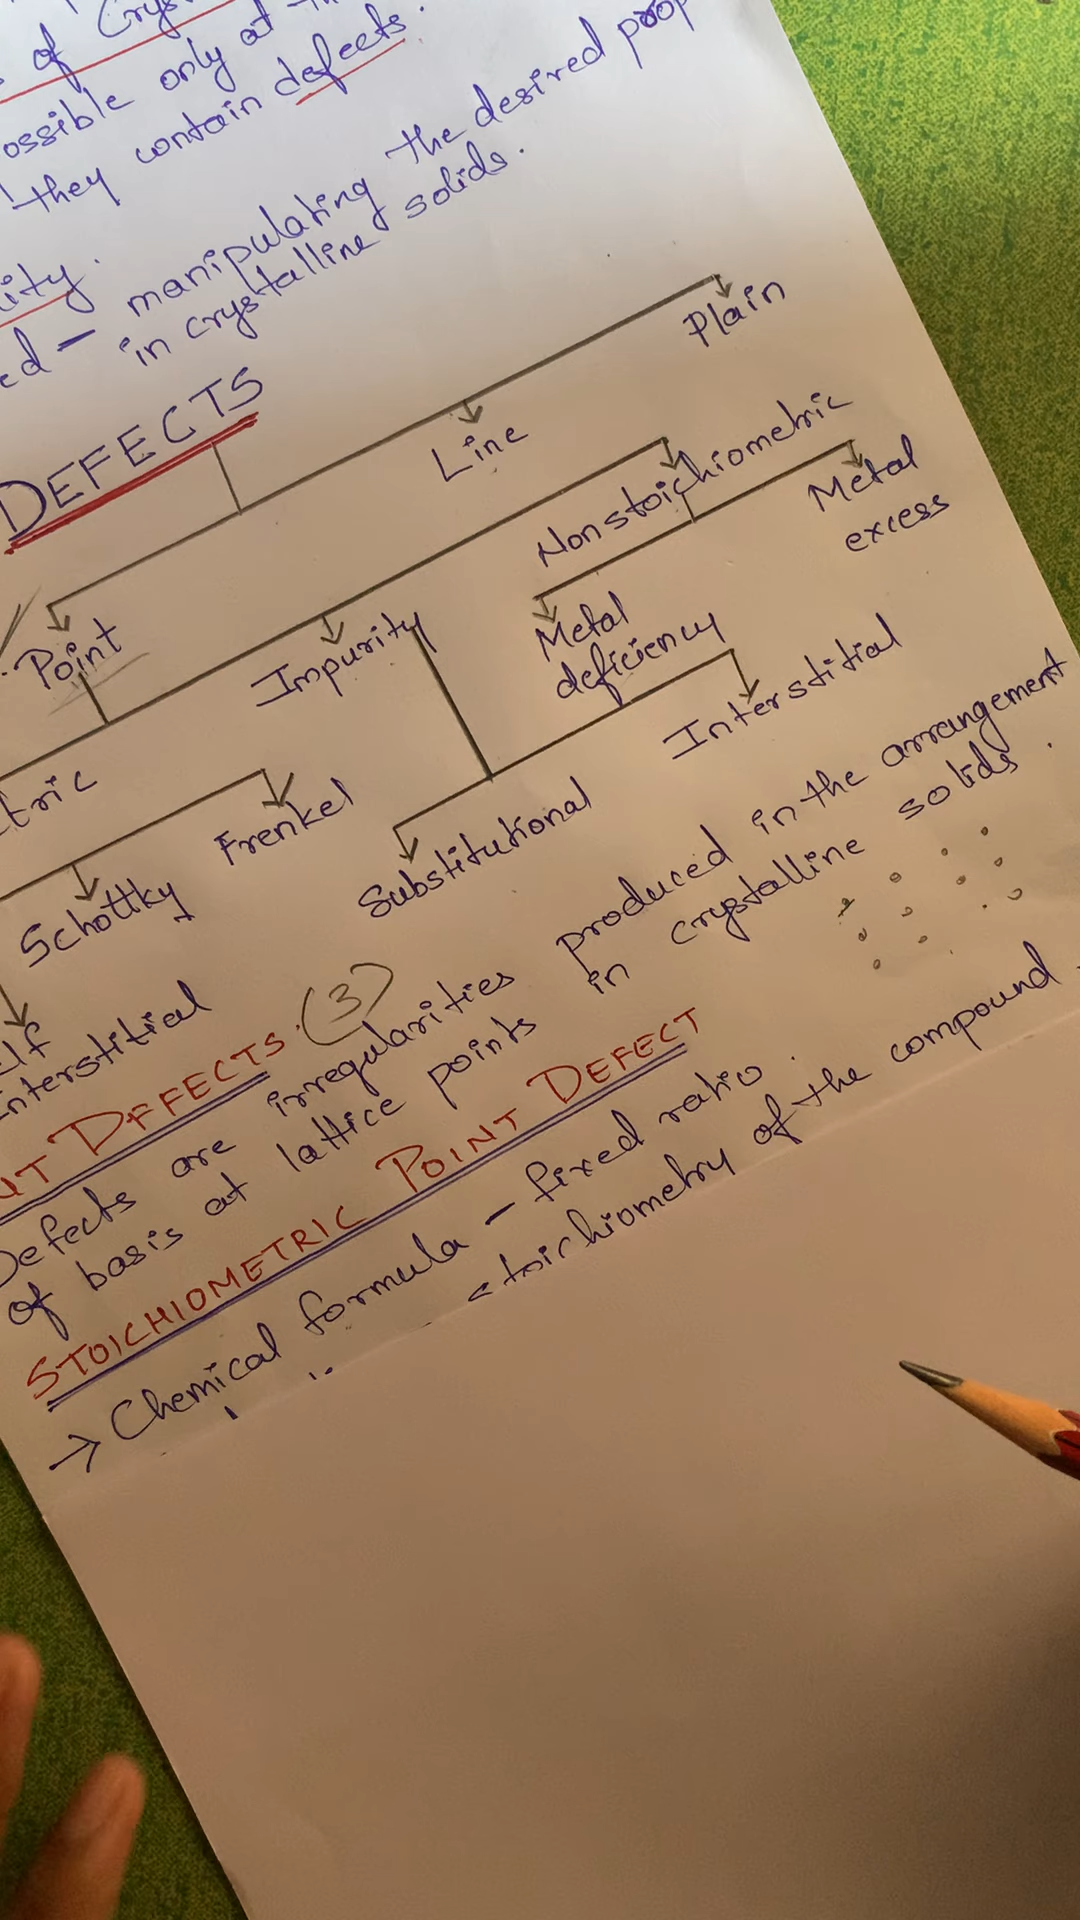 of Crys
ossible only at
they contain defects.
ity.
ed - manipulating the desired prop
in crystalline solids.
DEFECTS
Plain
Line
Point
Nonstoichiometric
Impurity
Metal
excess
Metal
deficiency
tric
Schottky
Frenkel
Substitutional
Interstitial
elf
Interstitial
NT DEFECTS. (3)
Defects are irregularities produced in the arrangement
of basis at lattice points in crystalline solids.
STOICHIOMETRIC POINT DEFECT
→ Chemical formula - fixed ratio.
stoichiometry of the compound